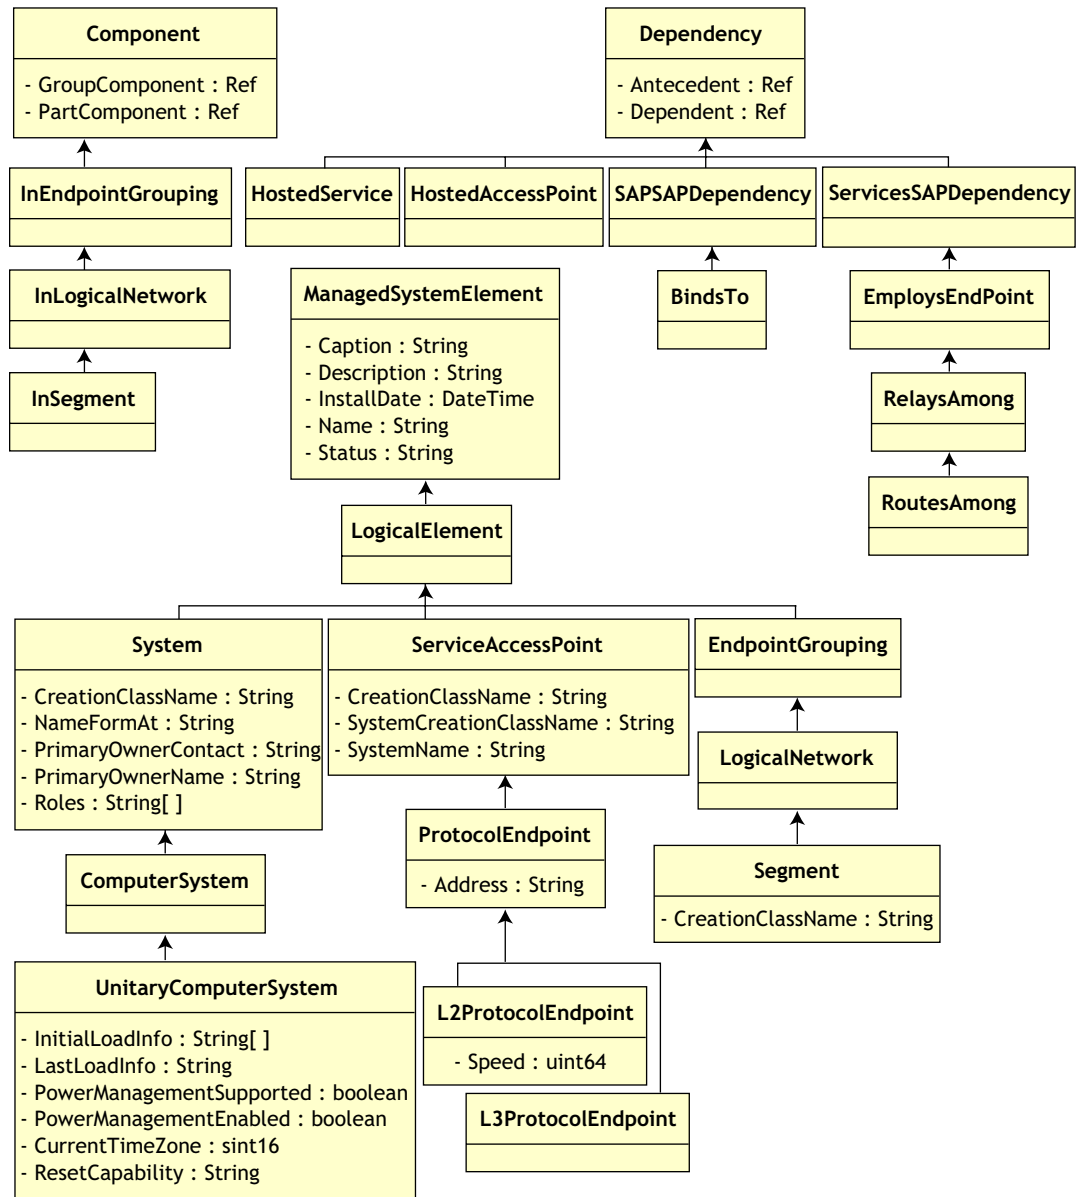 Component
- GroupComponent : Ref
- PartComponent : Ref
Dependency
- Antecedent : Ref
- Dependent : Ref
InEndpointGrouping
HostedService
HostedAccessPoint
SAPSAPDependency
ServicesSAPDependency
InLogicalNetwork
ManagedSystemElement
- Caption : String
- Description : String
- InstallDate : DateTime
- Name : String
- Status : String
BindsTo
EmploysEndPoint
InSegment
RelaysAmong
RoutesAmong
LogicalElement
System
- CreationClassName : String
- NameFormAt : String
- PrimaryOwnerContact : String
- PrimaryOwnerName : String
- Roles : String[ ]
ServiceAccessPoint
- CreationClassName : String
- SystemCreationClassName : String
- SystemName : String
EndpointGrouping
LogicalNetwork
ProtocolEndpoint
- Address : String
Segment
- CreationClassName : String
ComputerSystem
UnitaryComputerSystem
- InitialLoadInfo : String[ ]
- LastLoadInfo : String
- PowerManagementSupported : boolean
- PowerManagementEnabled : boolean
- CurrentTimeZone : sint16
- ResetCapability : String
L2ProtocolEndpoint
- Speed : uint64
L3ProtocolEndpoint